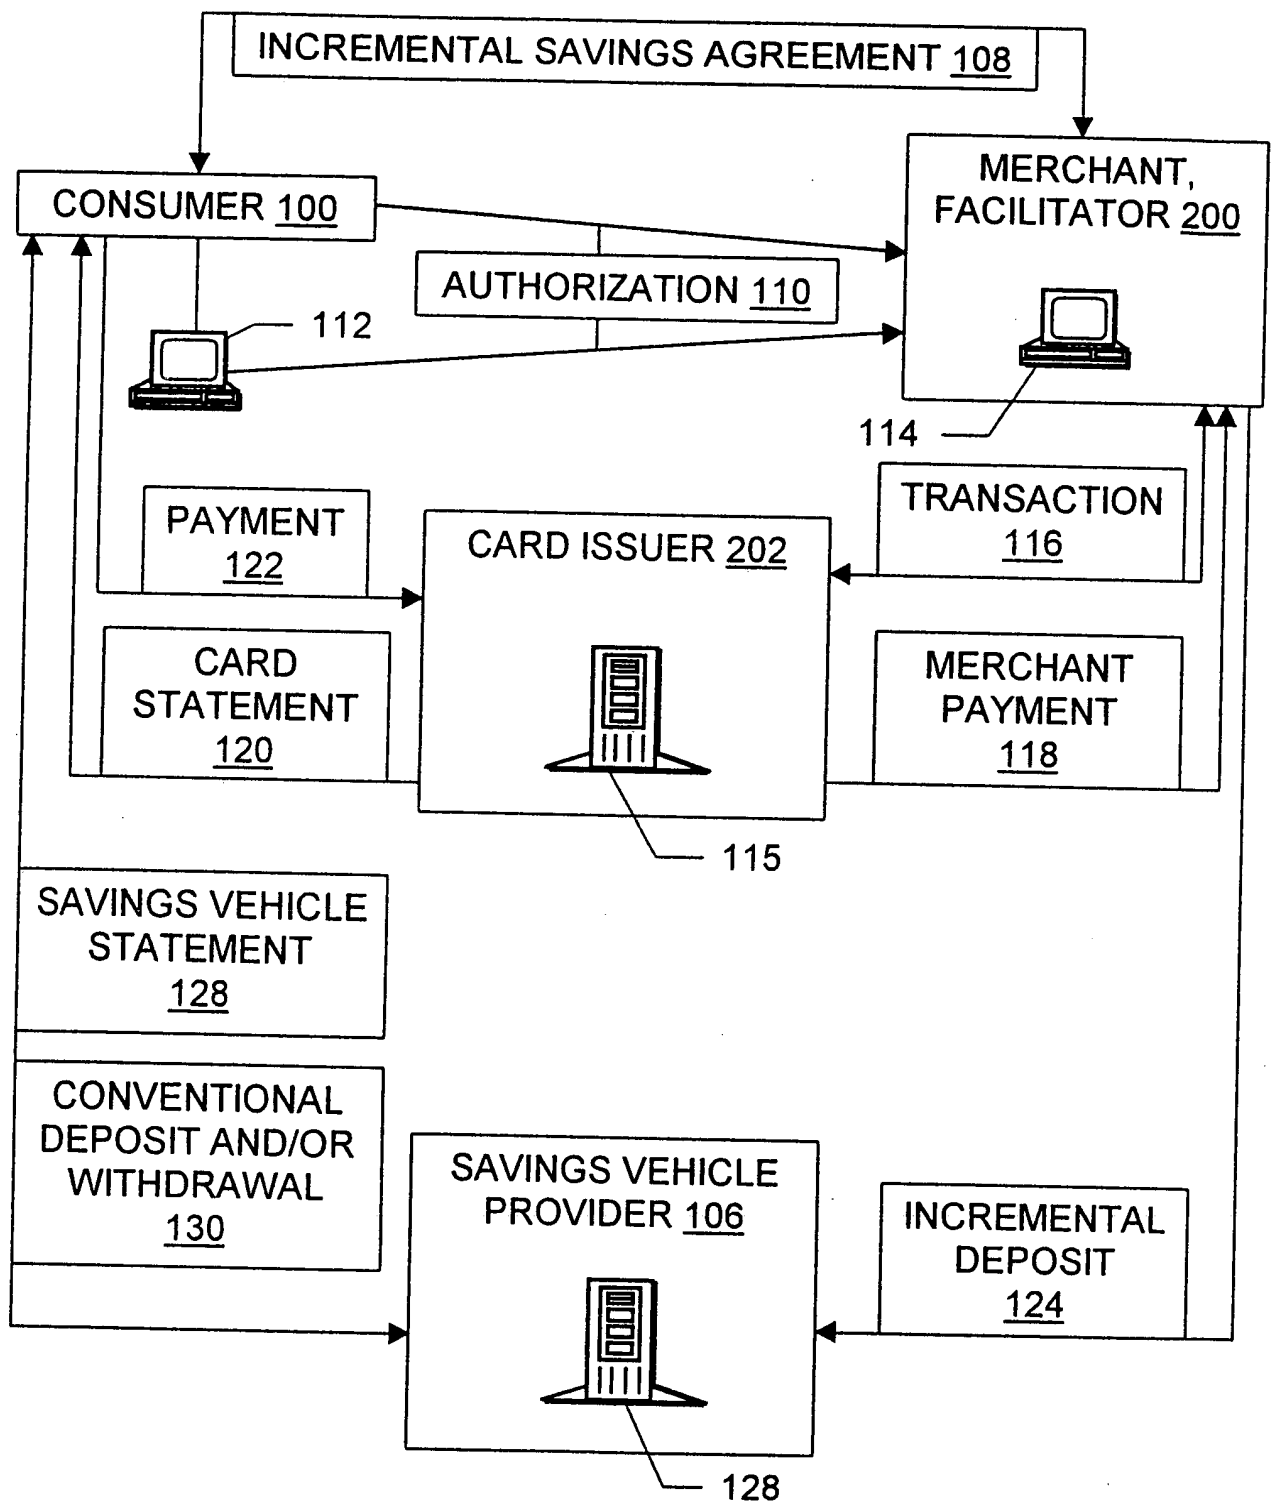 INCREMENTAL SAVINGS AGREEMENT 108
CONSUMER 100
MERCHANT,
FACILITATOR 200
AUTHORIZATION 110
112
114
PAYMENT
122
CARD ISSUER 202
TRANSACTION
116
CARD
STATEMENT
120
MERCHANT
PAYMENT
118
115
SAVINGS VEHICLE
STATEMENT
128
CONVENTIONAL
DEPOSIT AND/OR
WITHDRAWAL
130
SAVINGS VEHICLE
PROVIDER 106
INCREMENTAL
DEPOSIT
124
128